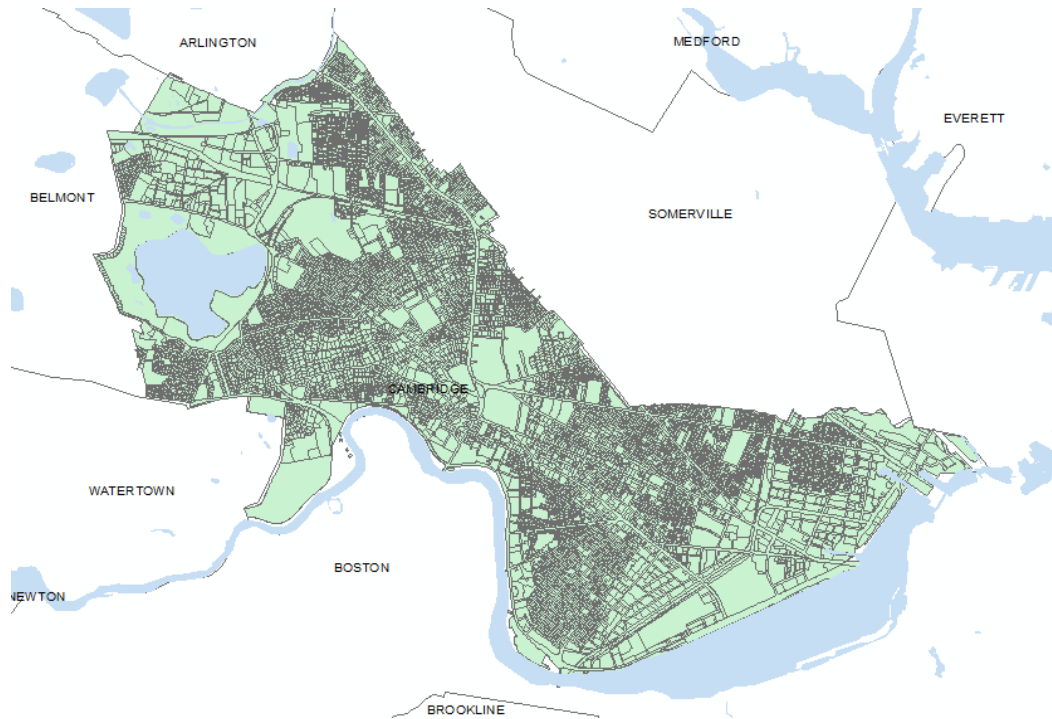 ARLINGTON
MEDFORD
EVERETT
BELMONT
SOMERVILLE
CAMBRIDGE
WATERTOWN
BOSTON
NEWTON
BROOKLINE